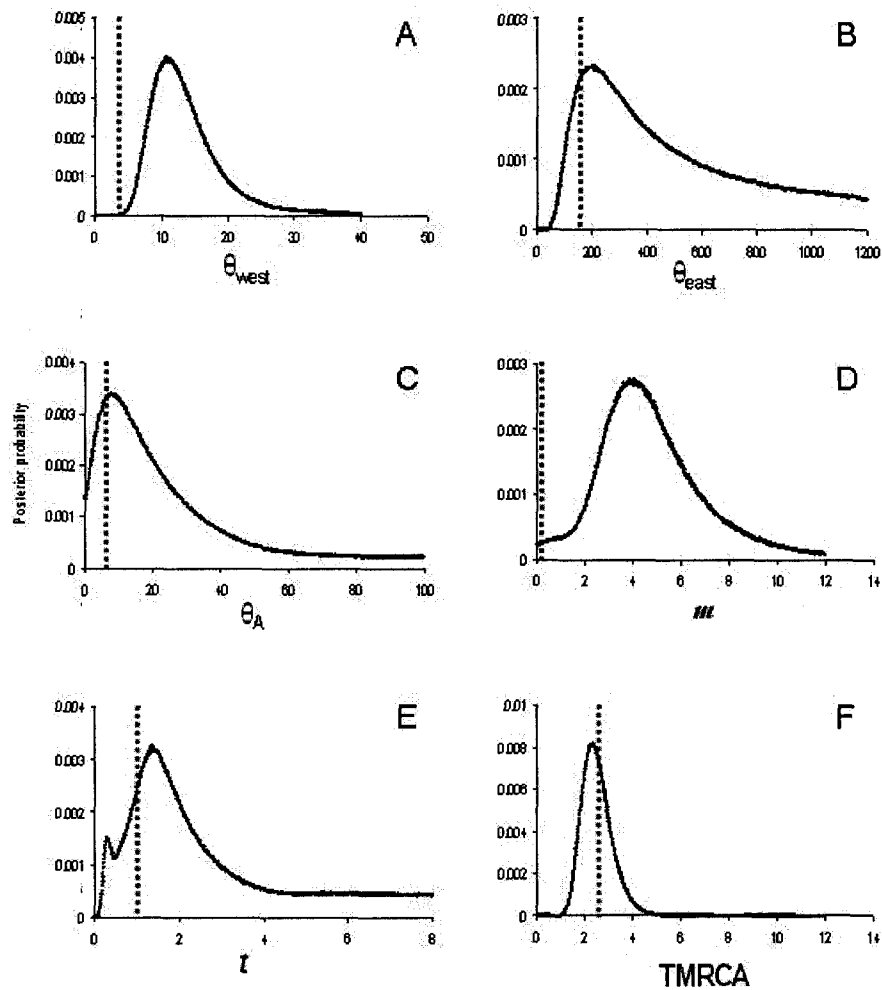 A
0.005
0.004
0.003
0.002
0.001
0
0 10 20 30 40 50
θwest
B
0.003
0.002
0.001
0
0 200 400 600 800 1000 1200
θeast
C
Posterior probability
0.004
0.003
0.002
0.001
0
0 20 40 60 80 100
θA
D
0.003
0.002
0.001
0
0 2 4 6 8 10 12 14
m
E
0.004
0.003
0.002
0.001
0
0 2 4 6 8
t
F
0.01
0.008
0.006
0.004
0.002
0
0 2 4 6 8 10 12 14
TMRCA